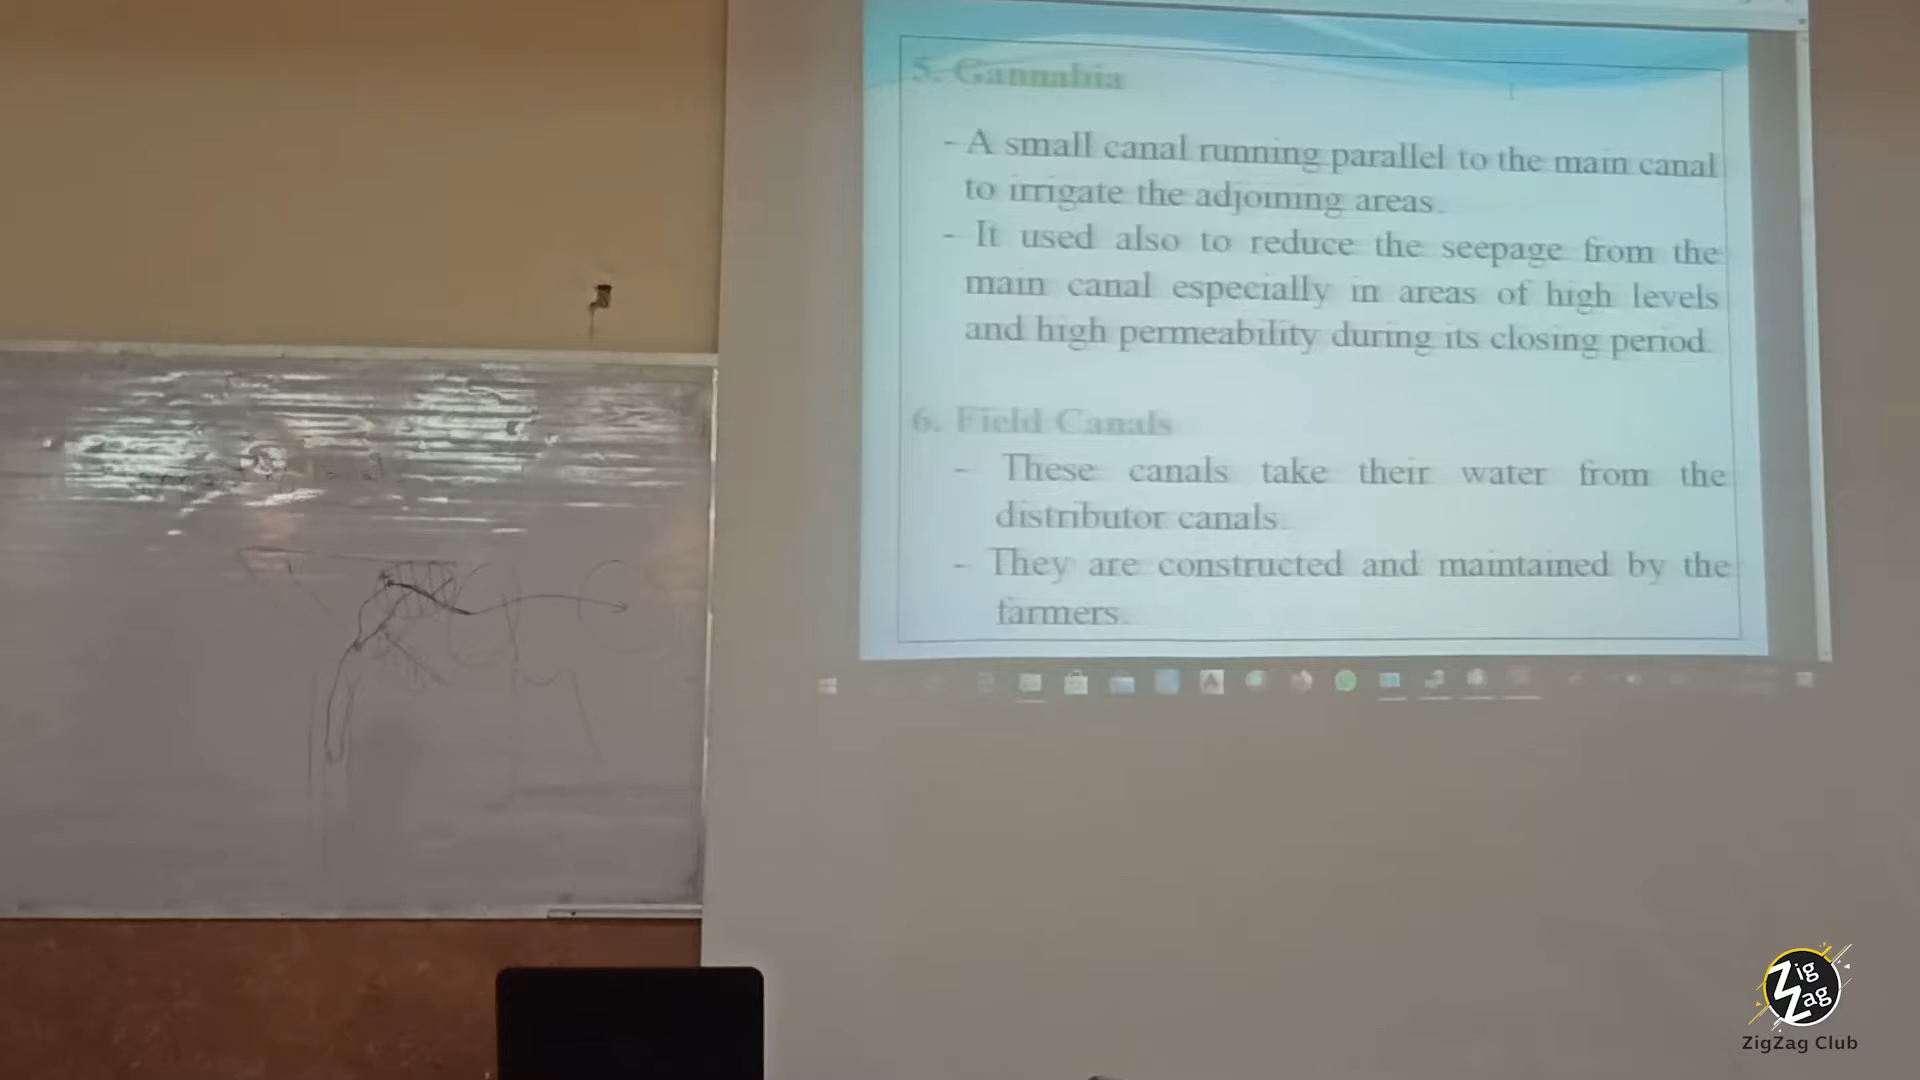 5. Gannabia
- A small canal running parallel to the main canal
to irrigate the adjoining areas.
- It used also to reduce the seepage from the
main canal especially in areas of high levels
and high permeability during its closing period.
6. Field Canals
- These canals take their water from the
distributor canals.
- They are constructed and maintained by the
farmers.
Zig
Zag
ZigZag Club